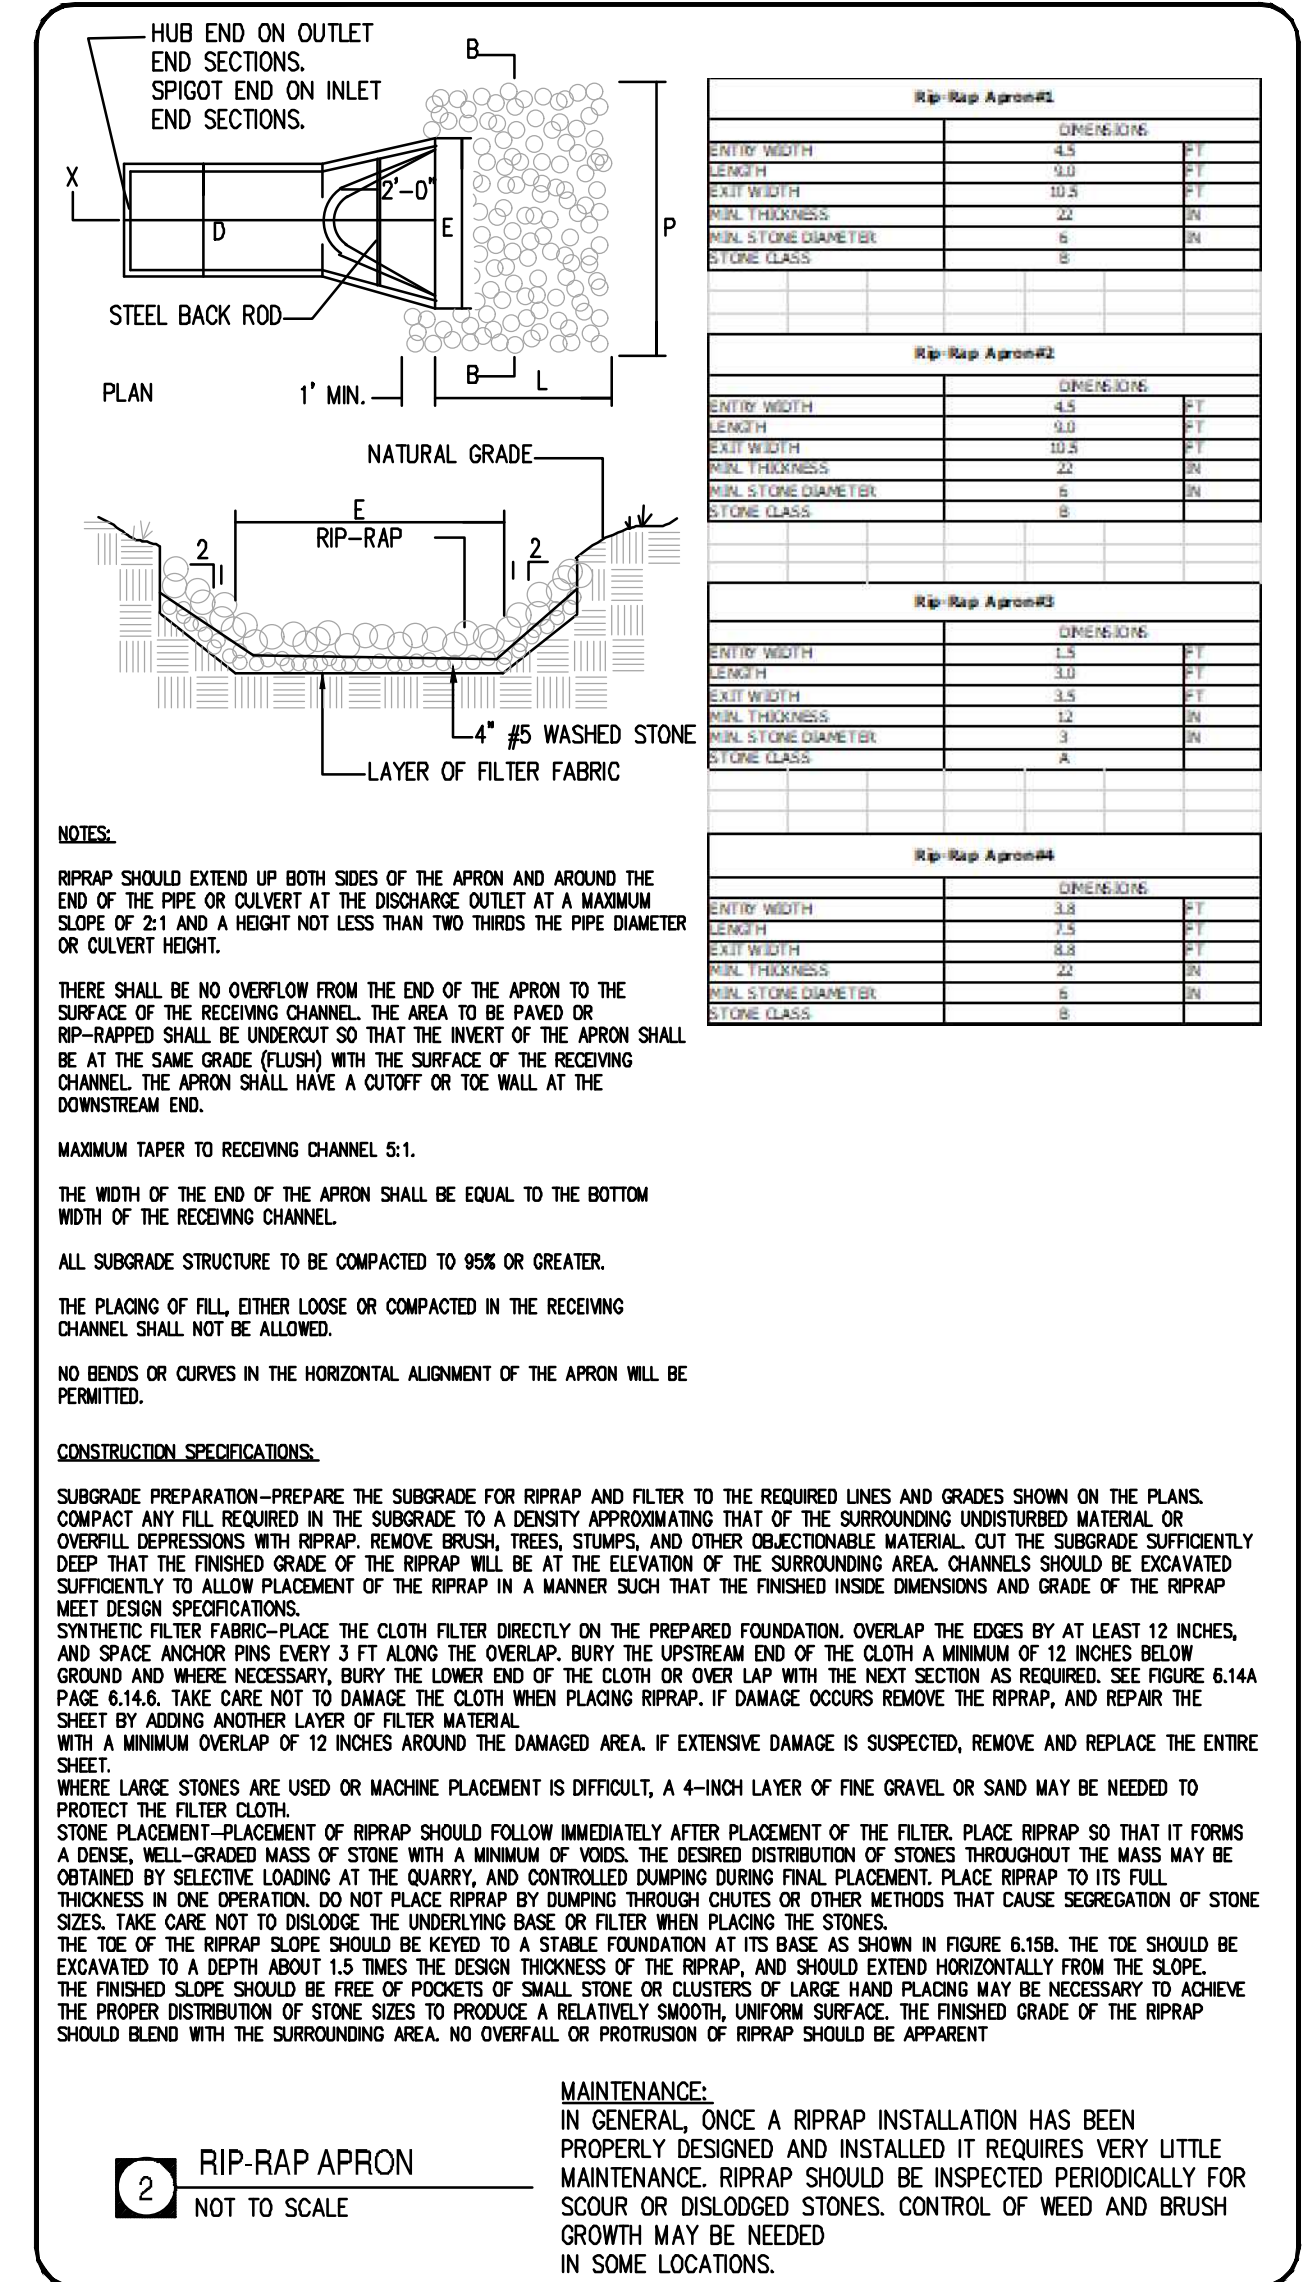 HUB END ON OUTLET
END SECTIONS.
SPIGOT END ON INLET
END SECTIONS.
B
X
2'-0"
D
E
P
STEEL BACK ROD
B
L
PLAN
1' MIN.
NATURAL GRADE
E
RIP-RAP
2
1
1
2
4" #5 WASHED STONE
LAYER OF FILTER FABRIC
Rip-Rap Apron#1
DIMENSIONS
ENTRY WIDTH 4.5 FT
LENGTH 9.0 FT
EXIT WIDTH 10.5 FT
MIN. THICKNESS 22 IN
MIN. STONE DIAMETER 6 IN
STONE CLASS B
Rip-Rap Apron#2
DIMENSIONS
ENTRY WIDTH 4.5 FT
LENGTH 9.0 FT
EXIT WIDTH 10.5 FT
MIN. THICKNESS 22 IN
MIN. STONE DIAMETER 6 IN
STONE CLASS B
Rip-Rap Apron#3
DIMENSIONS
ENTRY WIDTH 1.5 FT
LENGTH 3.0 FT
EXIT WIDTH 3.5 FT
MIN. THICKNESS 12 IN
MIN. STONE DIAMETER 3 IN
STONE CLASS A
Rip-Rap Apron#4
DIMENSIONS
ENTRY WIDTH 3.8 FT
LENGTH 7.5 FT
EXIT WIDTH 8.8 FT
MIN. THICKNESS 22 IN
MIN. STONE DIAMETER 6 IN
STONE CLASS B
NOTES:
RIPRAP SHOULD EXTEND UP BOTH SIDES OF THE APRON AND AROUND THE
END OF THE PIPE OR CULVERT AT THE DISCHARGE OUTLET AT A MAXIMUM
SLOPE OF 2:1 AND A HEIGHT NOT LESS THAN TWO THIRDS THE PIPE DIAMETER
OR CULVERT HEIGHT.
THERE SHALL BE NO OVERFLOW FROM THE END OF THE APRON TO THE
SURFACE OF THE RECEIVING CHANNEL. THE AREA TO BE PAVED OR
RIP-RAPPED SHALL BE UNDERCUT SO THAT THE INVERT OF THE APRON SHALL
BE AT THE SAME GRADE (FLUSH) WITH THE SURFACE OF THE RECEIVING
CHANNEL. THE APRON SHALL HAVE A CUTOFF OR TOE WALL AT THE
DOWNSTREAM END.
MAXIMUM TAPER TO RECEIVING CHANNEL 5:1.
THE WIDTH OF THE END OF THE APRON SHALL BE EQUAL TO THE BOTTOM
WIDTH OF THE RECEIVING CHANNEL.
ALL SUBGRADE STRUCTURE TO BE COMPACTED TO 95% OR GREATER.
THE PLACING OF FILL, EITHER LOOSE OR COMPACTED IN THE RECEIVING
CHANNEL SHALL NOT BE ALLOWED.
NO BENDS OR CURVES IN THE HORIZONTAL ALIGNMENT OF THE APRON WILL BE
PERMITTED.
CONSTRUCTION SPECIFICATIONS:
SUBGRADE PREPARATION-PREPARE THE SUBGRADE FOR RIPRAP AND FILTER TO THE REQUIRED LINES AND GRADES SHOWN ON THE PLANS.
COMPACT ANY FILL REQUIRED IN THE SUBGRADE TO A DENSITY APPROXIMATING THAT OF THE SURROUNDING UNDISTURBED MATERIAL OR
OVERFILL DEPRESSIONS WITH RIPRAP. REMOVE BRUSH, TREES, STUMPS, AND OTHER OBJECTIONABLE MATERIAL. CUT THE SUBGRADE SUFFICIENTLY
DEEP THAT THE FINISHED GRADE OF THE RIPRAP WILL BE AT THE ELEVATION OF THE SURROUNDING AREA. CHANNELS SHOULD BE EXCAVATED
SUFFICIENTLY TO ALLOW PLACEMENT OF THE RIPRAP IN A MANNER SUCH THAT THE FINISHED INSIDE DIMENSIONS AND GRADE OF THE RIPRAP
MEET DESIGN SPECIFICATIONS.
SYNTHETIC FILTER FABRIC-PLACE THE CLOTH FILTER DIRECTLY ON THE PREPARED FOUNDATION. OVERLAP THE EDGES BY AT LEAST 12 INCHES,
AND SPACE ANCHOR PINS EVERY 3 FT ALONG THE OVERLAP. BURY THE UPSTREAM END OF THE CLOTH A MINIMUM OF 12 INCHES BELOW
GROUND AND WHERE NECESSARY, BURY THE LOWER END OF THE CLOTH OR OVER LAP WITH THE NEXT SECTION AS REQUIRED. SEE FIGURE 6.14A
PAGE 6.14.6. TAKE CARE NOT TO DAMAGE THE CLOTH WHEN PLACING RIPRAP. IF DAMAGE OCCURS REMOVE THE RIPRAP, AND REPAIR THE
SHEET BY ADDING ANOTHER LAYER OF FILTER MATERIAL
WITH A MINIMUM OVERLAP OF 12 INCHES AROUND THE DAMAGED AREA. IF EXTENSIVE DAMAGE IS SUSPECTED, REMOVE AND REPLACE THE ENTIRE
SHEET.
WHERE LARGE STONES ARE USED OR MACHINE PLACEMENT IS DIFFICULT, A 4-INCH LAYER OF FINE GRAVEL OR SAND MAY BE NEEDED TO
PROTECT THE FILTER CLOTH.
STONE PLACEMENT-PLACEMENT OF RIPRAP SHOULD FOLLOW IMMEDIATELY AFTER PLACEMENT OF THE FILTER. PLACE RIPRAP SO THAT IT FORMS
A DENSE, WELL-GRADED MASS OF STONE WITH A MINIMUM OF VOIDS. THE DESIRED DISTRIBUTION OF STONES THROUGHOUT THE MASS MAY BE
OBTAINED BY SELECTIVE LOADING AT THE QUARRY, AND CONTROLLED DUMPING DURING FINAL PLACEMENT. PLACE RIPRAP TO ITS FULL
THICKNESS IN ONE OPERATION. DO NOT PLACE RIPRAP BY DUMPING THROUGH CHUTES OR OTHER METHODS THAT CAUSE SEGREGATION OF STONE
SIZES. TAKE CARE NOT TO DISLODGE THE UNDERLYING BASE OR FILTER WHEN PLACING THE STONES.
THE TOE OF THE RIPRAP SLOPE SHOULD BE KEYED TO A STABLE FOUNDATION AT ITS BASE AS SHOWN IN FIGURE 6.15B. THE TOE SHOULD BE
EXCAVATED TO A DEPTH ABOUT 1.5 TIMES THE DESIGN THICKNESS OF THE RIPRAP, AND SHOULD EXTEND HORIZONTALLY FROM THE SLOPE.
THE FINISHED SLOPE SHOULD BE FREE OF POCKETS OF SMALL STONE OR CLUSTERS OF LARGE HAND PLACING MAY BE NECESSARY TO ACHIEVE
THE PROPER DISTRIBUTION OF STONE SIZES TO PRODUCE A RELATIVELY SMOOTH, UNIFORM SURFACE. THE FINISHED GRADE OF THE RIPRAP
SHOULD BLEND WITH THE SURROUNDING AREA. NO OVERFALL OR PROTRUSION OF RIPRAP SHOULD BE APPARENT
2
RIP-RAP APRON
NOT TO SCALE
MAINTENANCE:
IN GENERAL, ONCE A RIPRAP INSTALLATION HAS BEEN
PROPERLY DESIGNED AND INSTALLED IT REQUIRES VERY LITTLE
MAINTENANCE. RIPRAP SHOULD BE INSPECTED PERIODICALLY FOR
SCOUR OR DISLODGED STONES. CONTROL OF WEED AND BRUSH
GROWTH MAY BE NEEDED
IN SOME LOCATIONS.